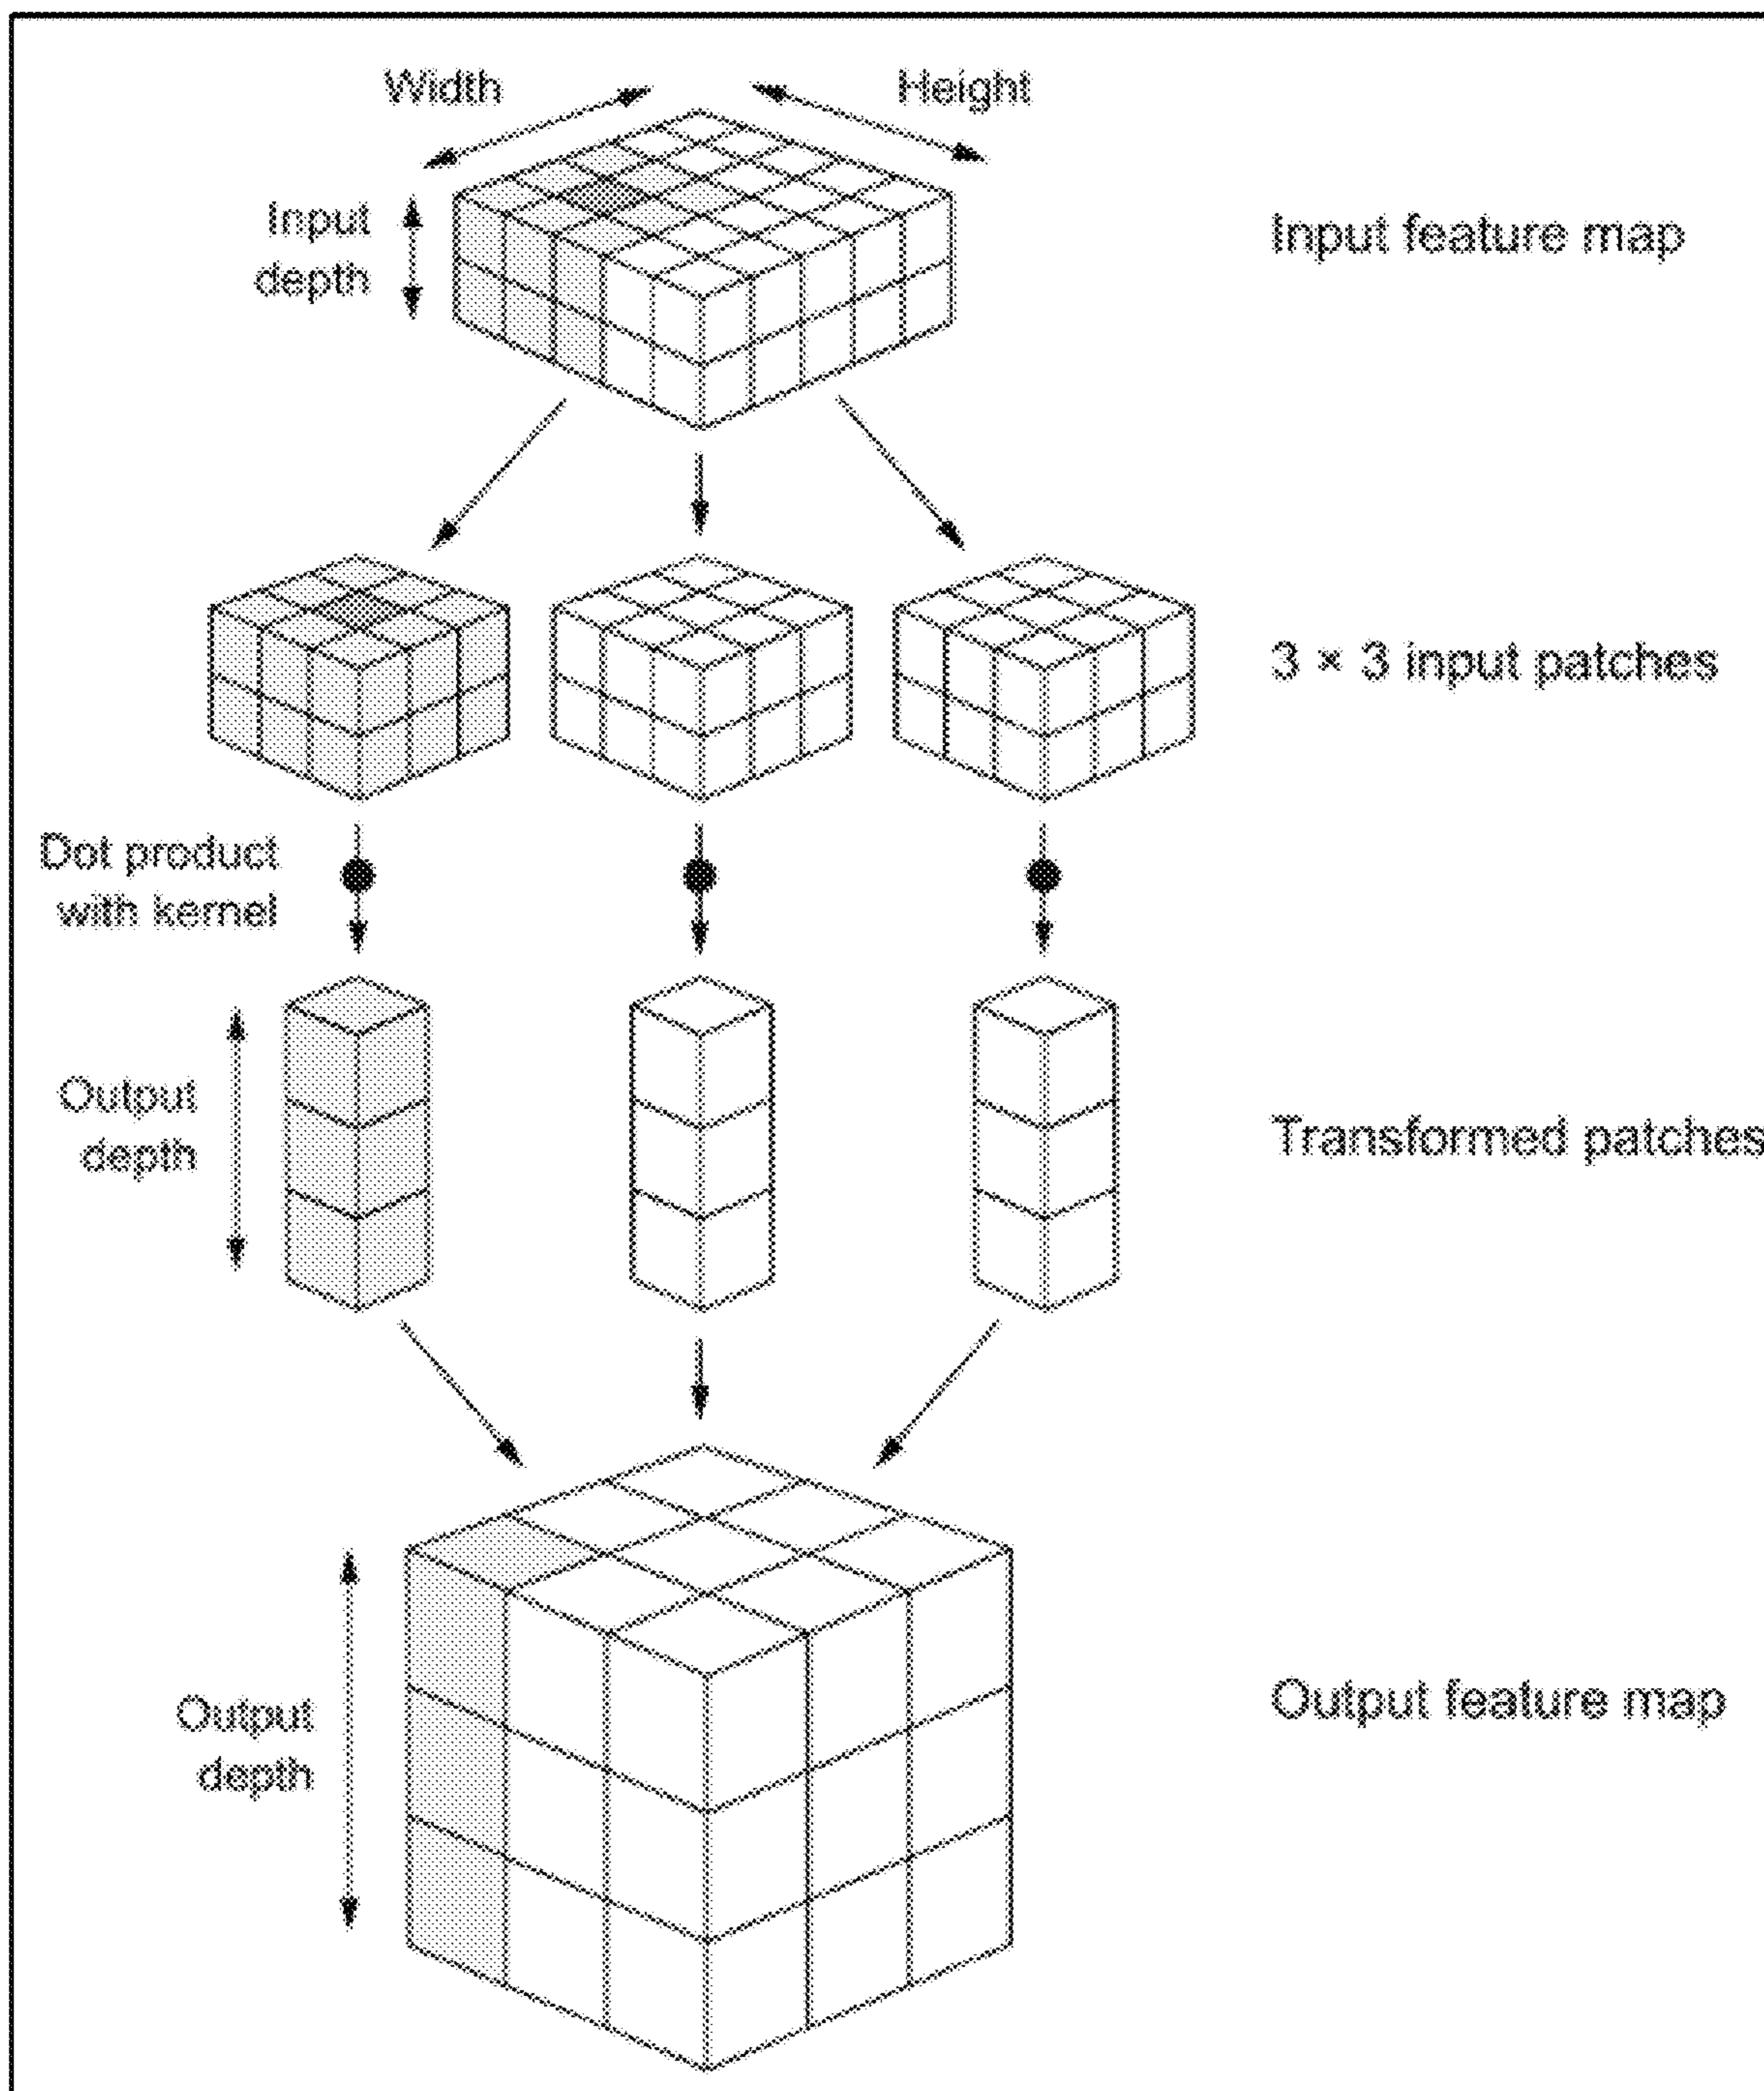 Width
Height
Input
depth
Input feature map
3 × 3 input patches
Dot product
with kernel
Output
depth
Transformed patches
Output
depth
Output feature map